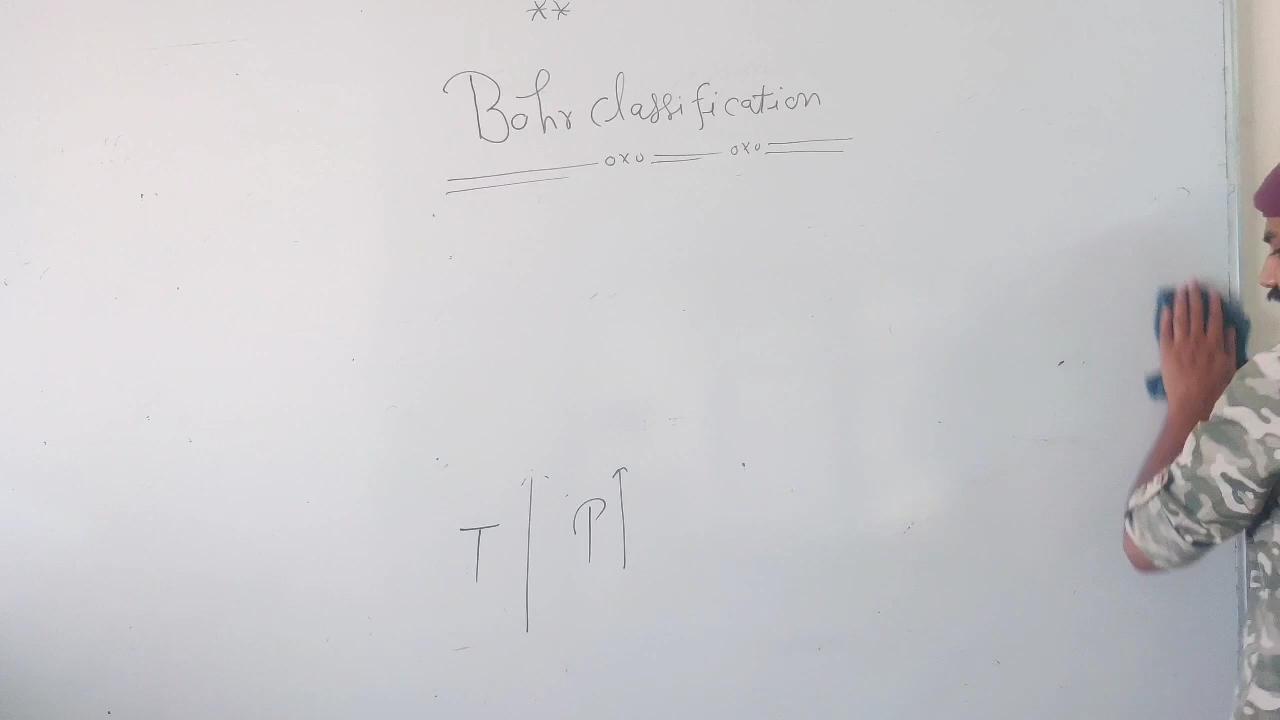 **
Bohr classification
oxo oxo
T | P↑